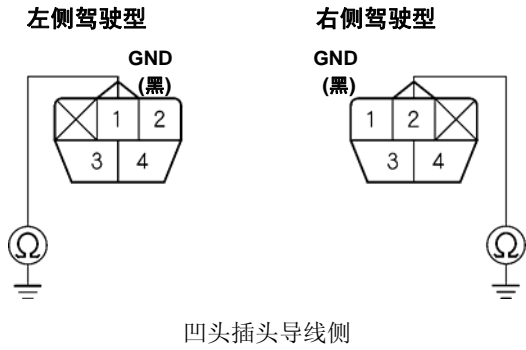 左侧驾驶型 右侧驾驶型
GND GND
(黑) (黑)
1 2 1 2
3 4 3 4
Ω Ω
凹头插头导线侧